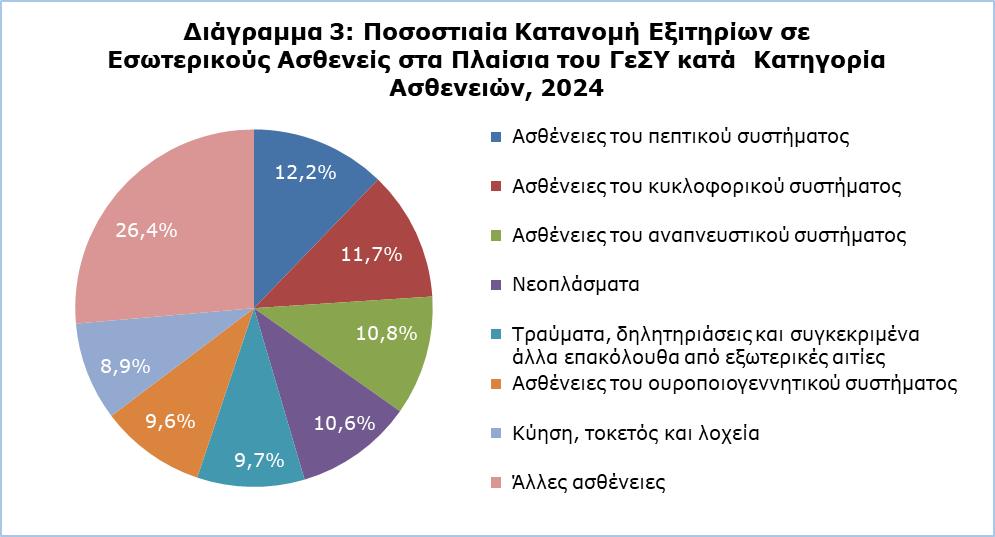 Διάγραμμα 3: Ποσοστιαία Κατανομή Εξιτηρίων σε
Εσωτερικούς Ασθενείς στα Πλαίσια του ΓεΣΥ κατά  Κατηγορία
Ασθενειών, 2024
12,2%
11,7%
10,8%
10,6%
9,7%
9,6%
8,9%
26,4%
Ασθένειες του πεπτικού συστήματος
Ασθένειες του κυκλοφορικού συστήματος
Ασθένειες του αναπνευστικού συστήματος
Νεοπλάσματα
Τραύματα, δηλητηριάσεις και συγκεκριμένα
άλλα επακόλουθα από εξωτερικές αιτίες
Ασθένειες του ουροποιογεννητικού συστήματος
Κύηση, τοκετός και λοχεία
Άλλες ασθένειες